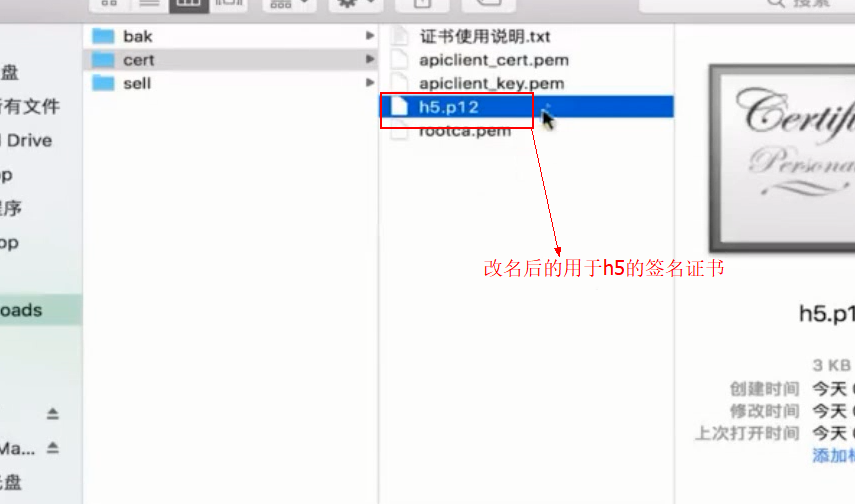 搜索
bak
cert
sell
证书使用说明.txt
apiclient_cert.pem
apiclient_key.pem
h5.p12
rootca.pem
盘
有文件
Drive
序
oads
Ma...
盘
改名后的用于h5的签名证书
Certif
Persona
h5.p1
3 KB
创建时间 今天
修改时间 今天
上次打开时间 今天
添加